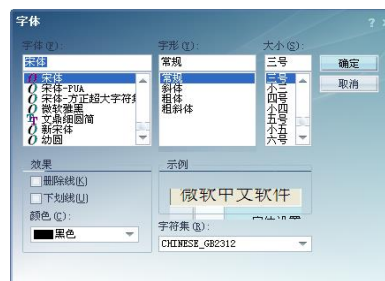 字体
字体(F):
字形(Y):
大小(S):
宋体
常规
三号
确定
取消
宋体
宋体-PUA
宋体-方正超大字符集
微软雅黑
文鼎细圆简
新宋体
幼圆
常规
斜体
粗体
粗斜体
三号
小三
四号
小四
五号
小五
六号
效果
删除线(K)
下划线(U)
颜色(C):
黑色
示例
微软中文软件
字符集(R):
CHINESE_GB2312